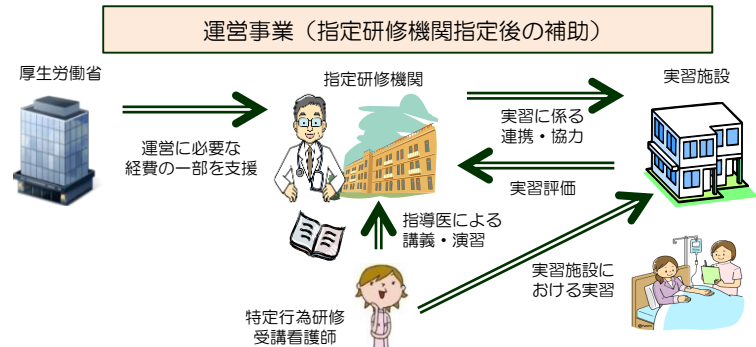 運営事業（指定研修機関指定後の補助）
厚生労働省
指定研修機関
実習施設
運営に必要な
経費の一部を支援
実習に係る
連携・協力
実習評価
指導医による
講義・演習
実習施設に
おける実習
特定行為研修
受講看護師